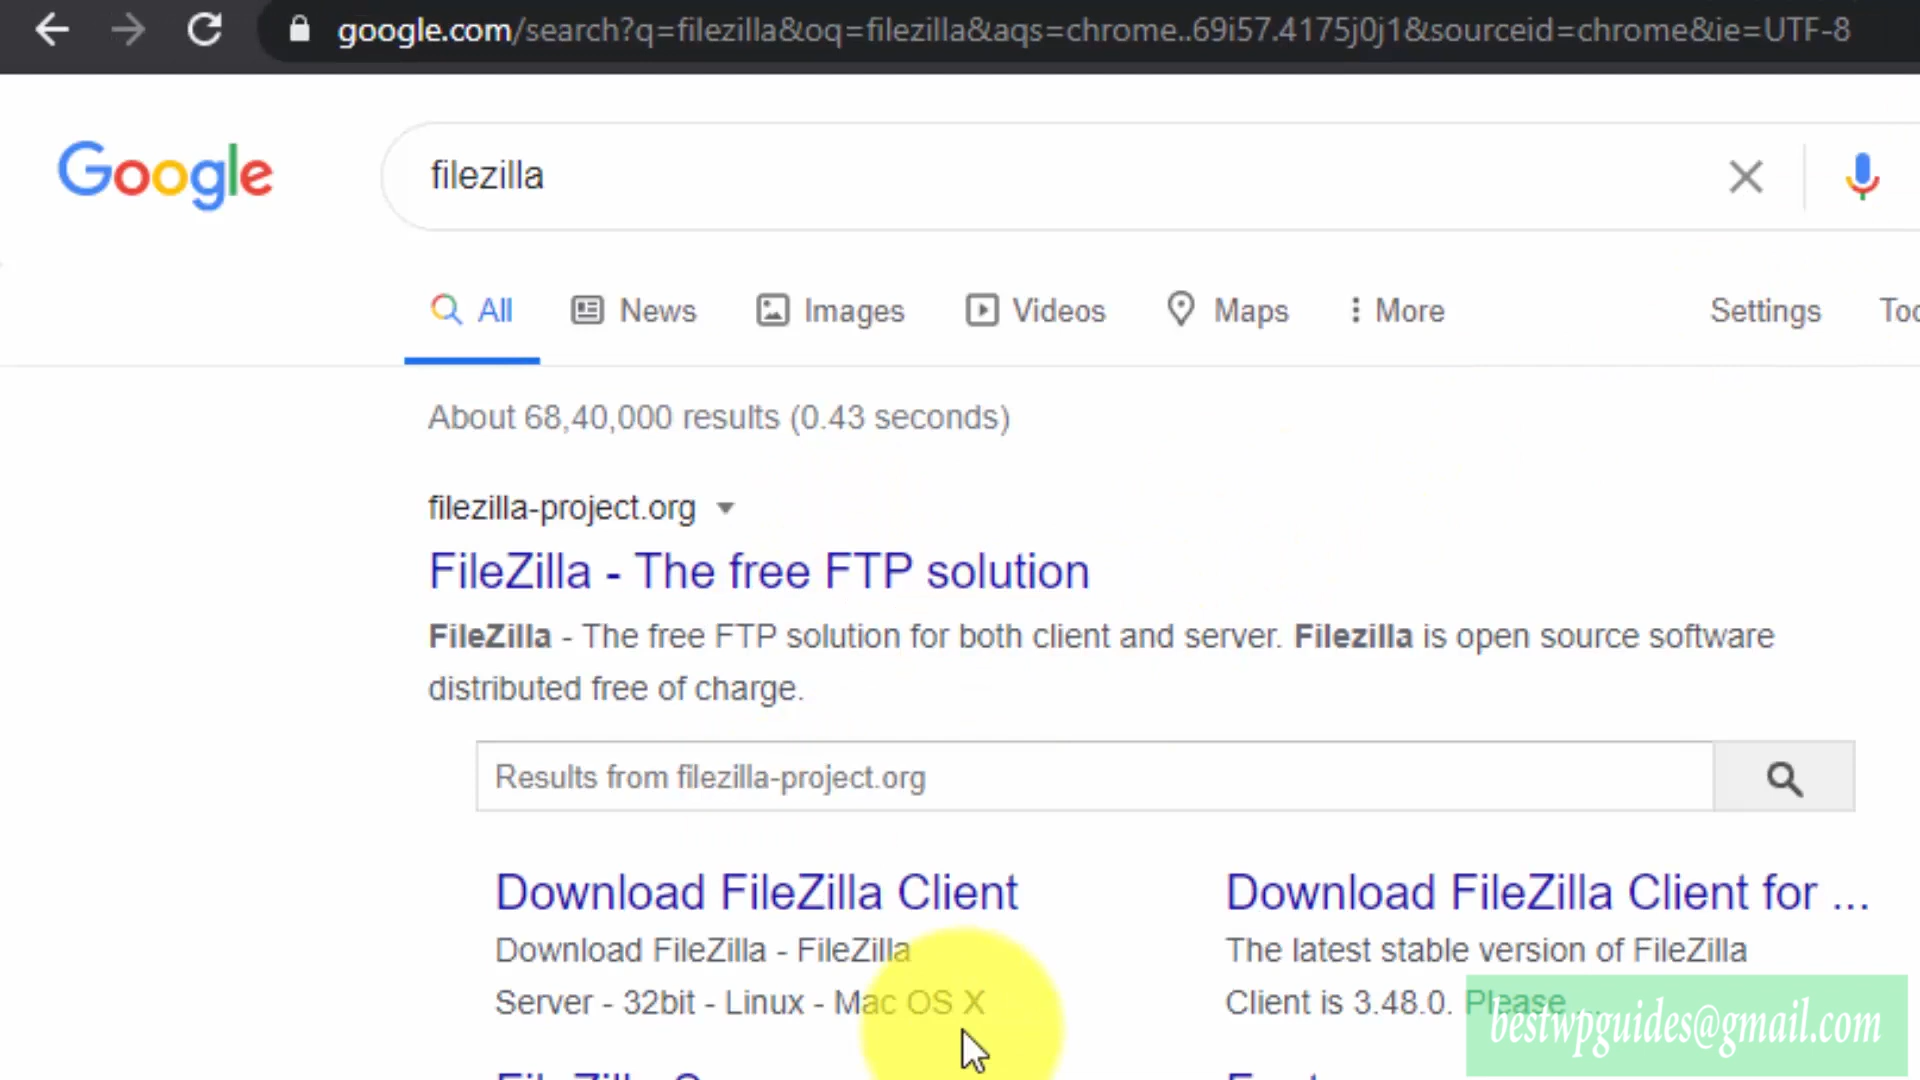 google.com/search?q=filezilla&oq=filezilla&aqs=chrome..69i57.4175j0j1&sourceid=chrome&ie=UTF-8
Google
filezilla
All News Images Videos Maps More Settings
About 68,40,000 results (0.43 seconds)
filezilla-project.org
FileZilla - The free FTP solution
FileZilla - The free FTP solution for both client and server. Filezilla is open source software
distributed free of charge.
Results from filezilla-project.org
Download FileZilla Client
Download FileZilla - FileZilla
Server - 32bit - Linux - Mac OS X
Download FileZilla Client for ...
The latest stable version of FileZilla
Client is 3.48.0. Please ...
bestwpguides@gmail.com